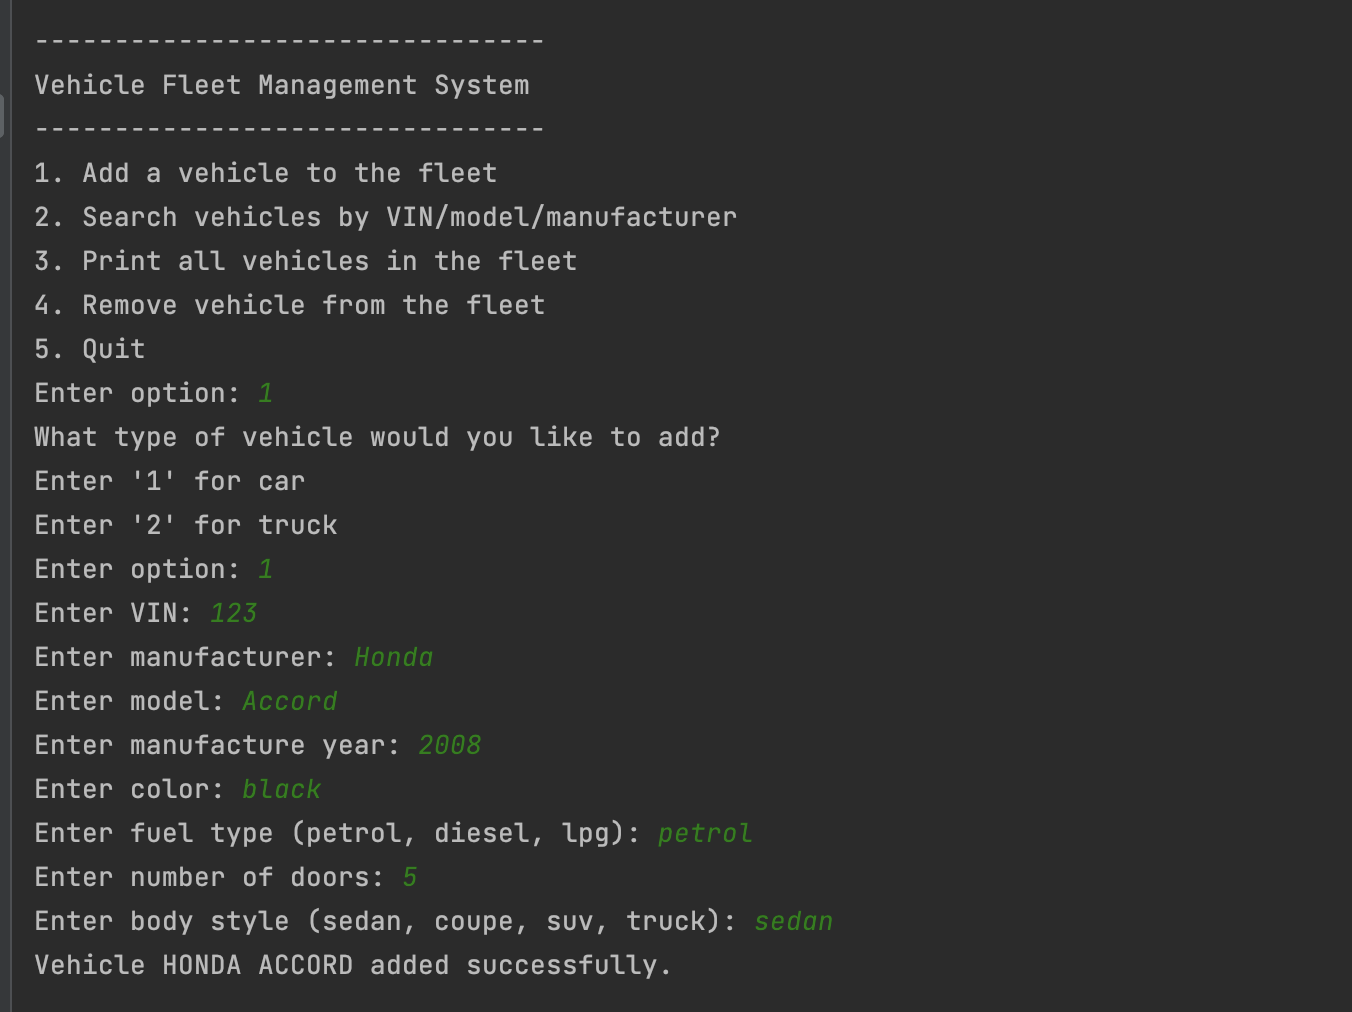 --------------------------------
Vehicle Fleet Management System
--------------------------------
1. Add a vehicle to the fleet
2. Search vehicles by VIN/model/manufacturer
3. Print all vehicles in the fleet
4. Remove vehicle from the fleet
5. Quit
Enter option: 1
What type of vehicle would you like to add?
Enter '1' for car
Enter '2' for truck
Enter option: 1
Enter VIN: 123
Enter manufacturer: Honda
Enter model: Accord
Enter manufacture year: 2008
Enter color: black
Enter fuel type (petrol, diesel, lpg): petrol
Enter number of doors: 5
Enter body style (sedan, coupe, suv, truck): sedan
Vehicle HONDA ACCORD added successfully.